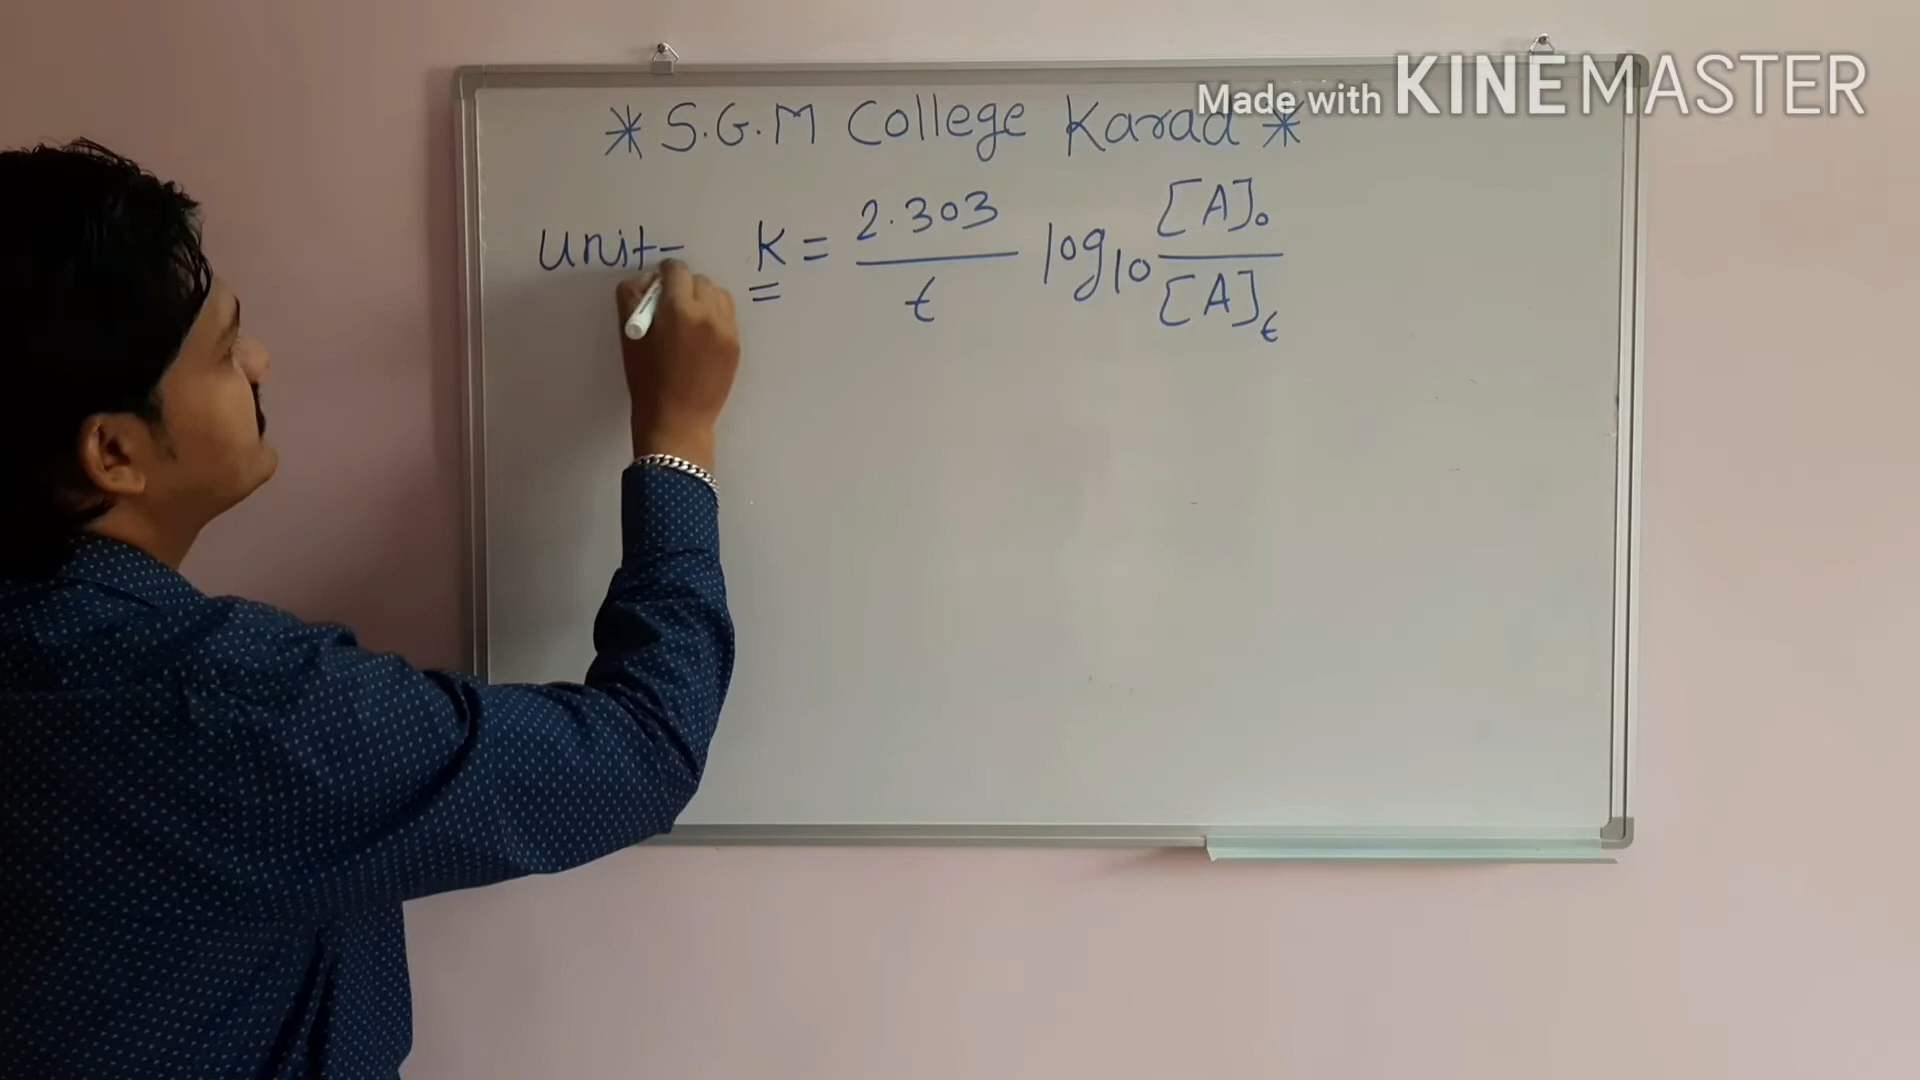 Made with KINEMASTER
* S.G.M College Karad *
Unit- K = 2.303 / t log10 [A]0 / [A]t